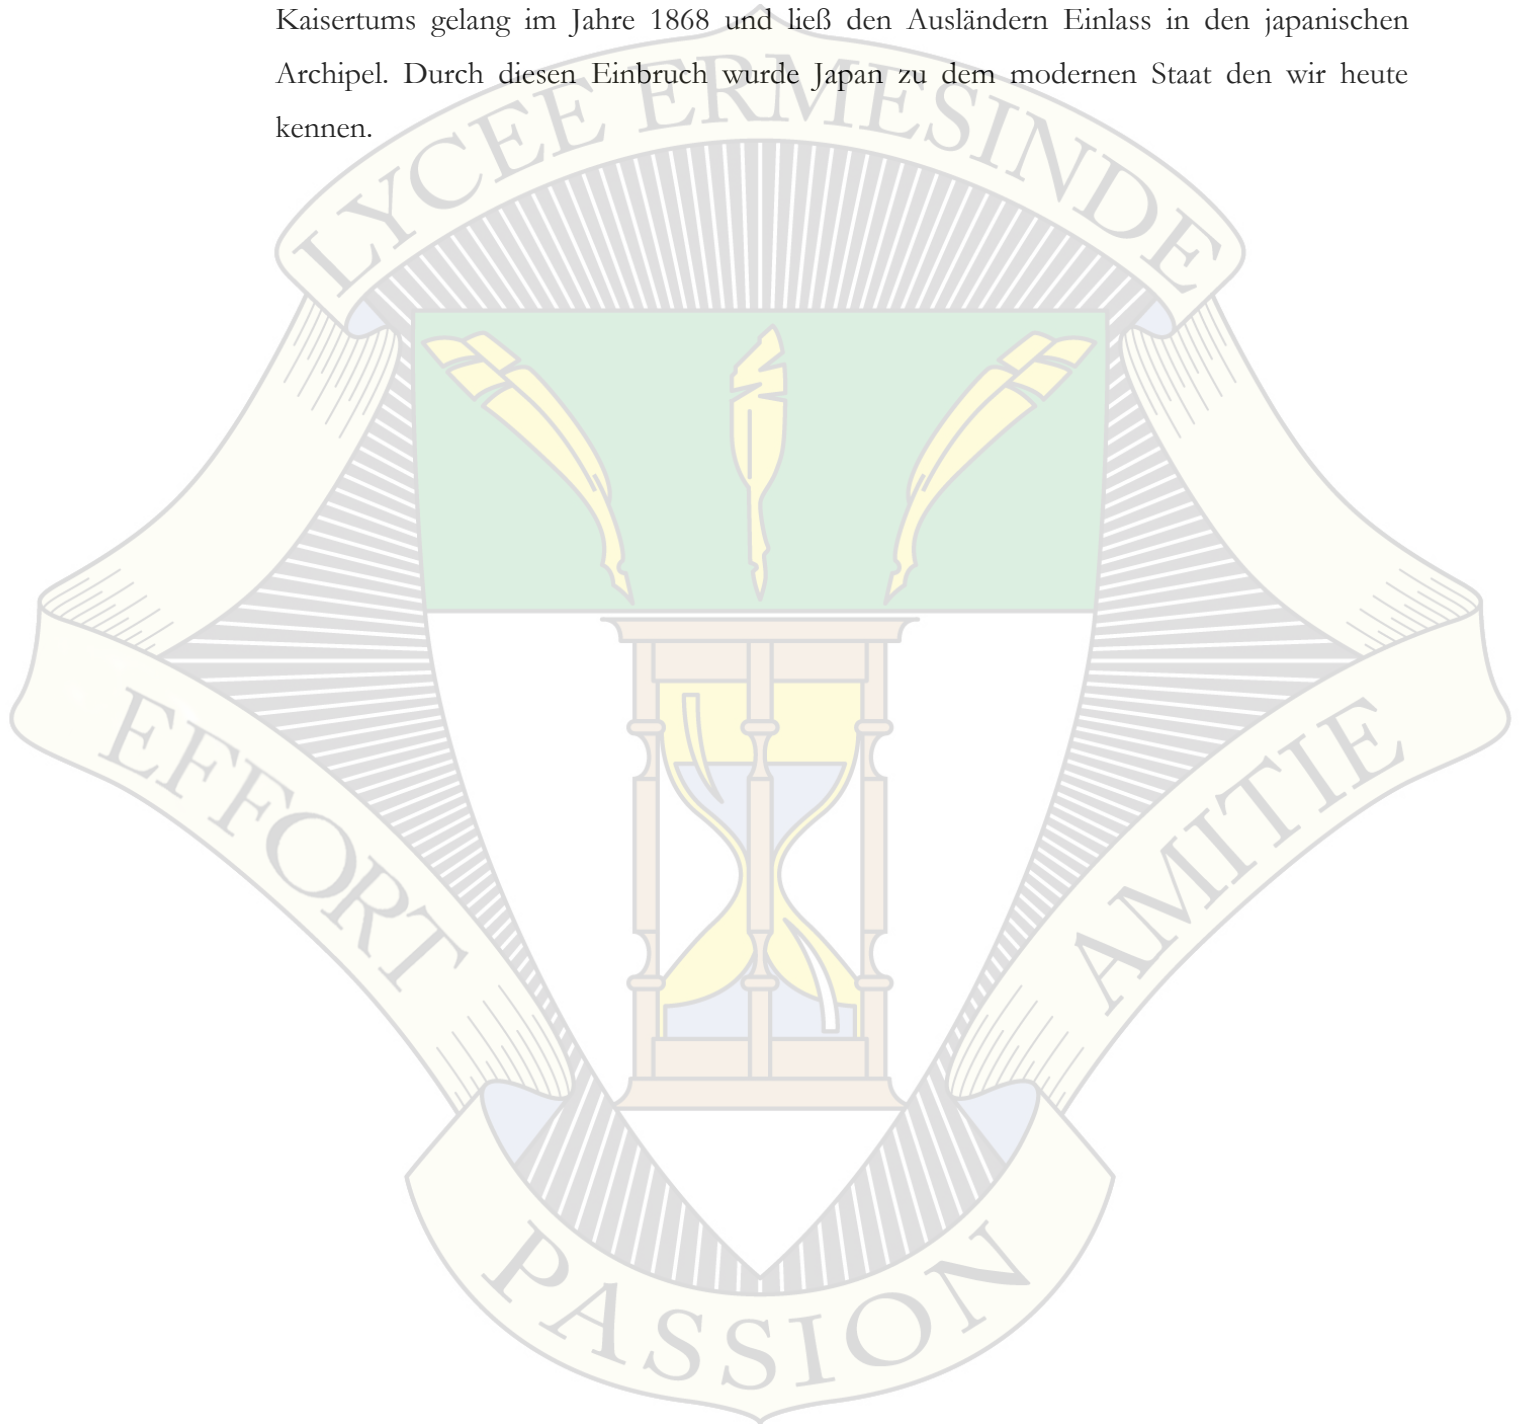 Kaisertums gelang im Jahre 1868 und ließ den Ausländern Einlass in den japanischen
Archipel. Durch diesen Einbruch wurde Japan zu dem modernen Staat den wir heute
kennen.
LYCEE ERMESINDE
EFFORT
AMITIE
PASSION